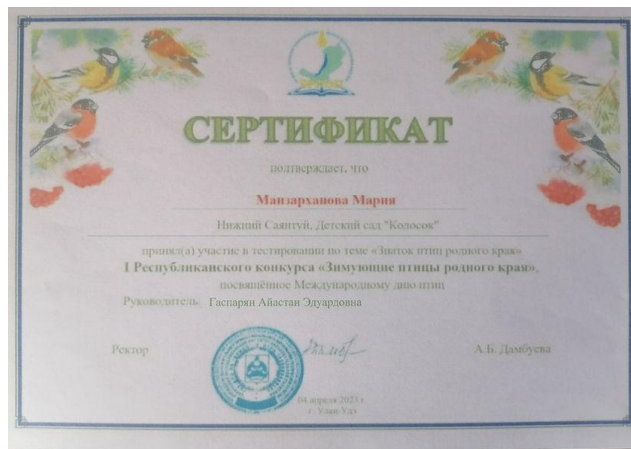 СЕРТИФИКАТ
подтверждает, что
Манзарханова Мария
Нижний Саянтуй, Детский сад "Колосок"
принял(а) участие в тестировании по теме «Знаток птиц родного края»
I Республиканского конкурса «Зимующие птицы родного края»,
посвящённое Международному дню птиц
Руководитель: Гаспарян Айастан Эдуардовна
Ректор А.Б. Дамбуева
04 апреля 2023 г.
г. Улан-Удэ